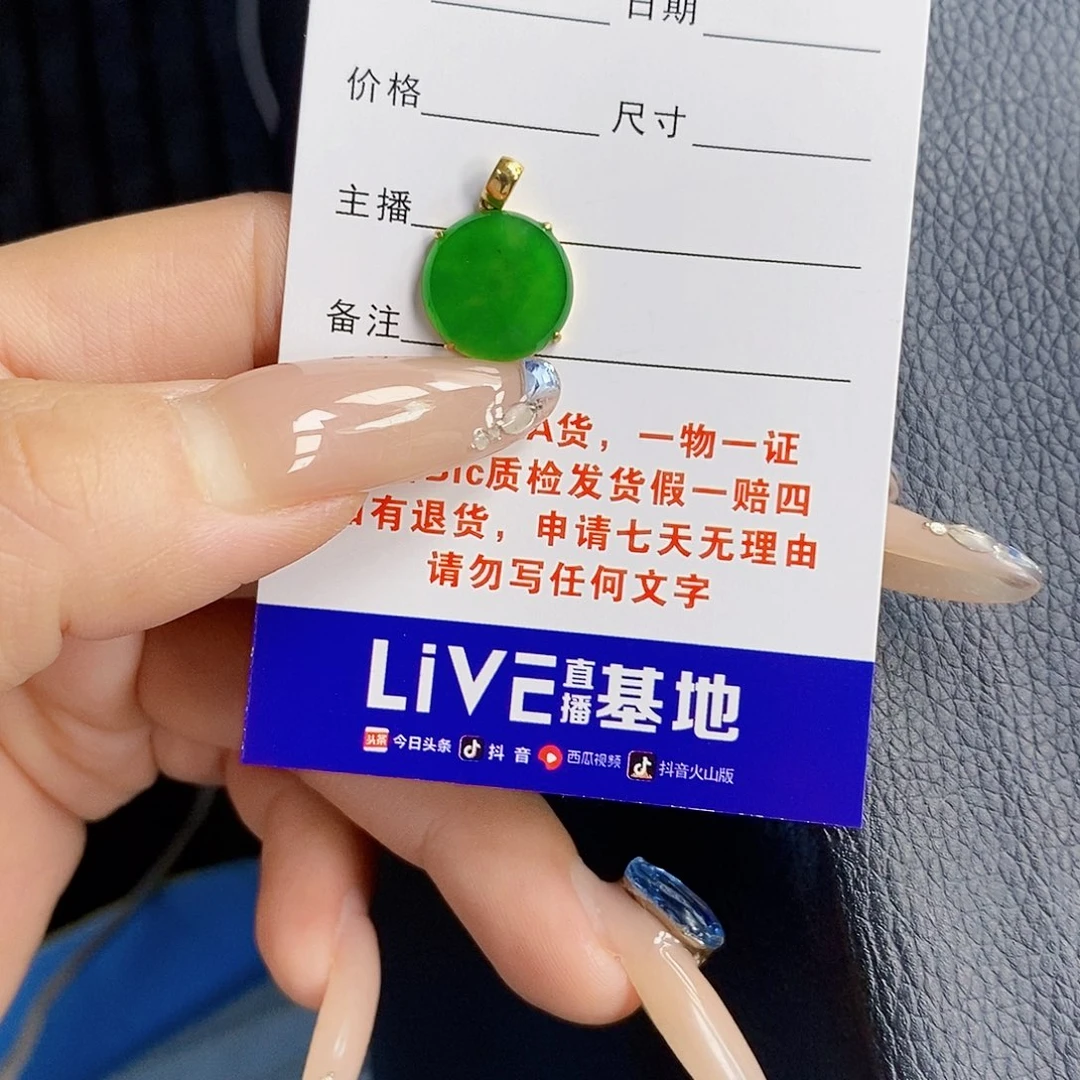 日期
价格 尺寸
主播
备注
A货，一物一证
质检发货假一赔四
有退货，申请七天无理由
请勿写任何文字
LiVE直播基地
头条 今日头条 抖音 西瓜视频 抖音火山版